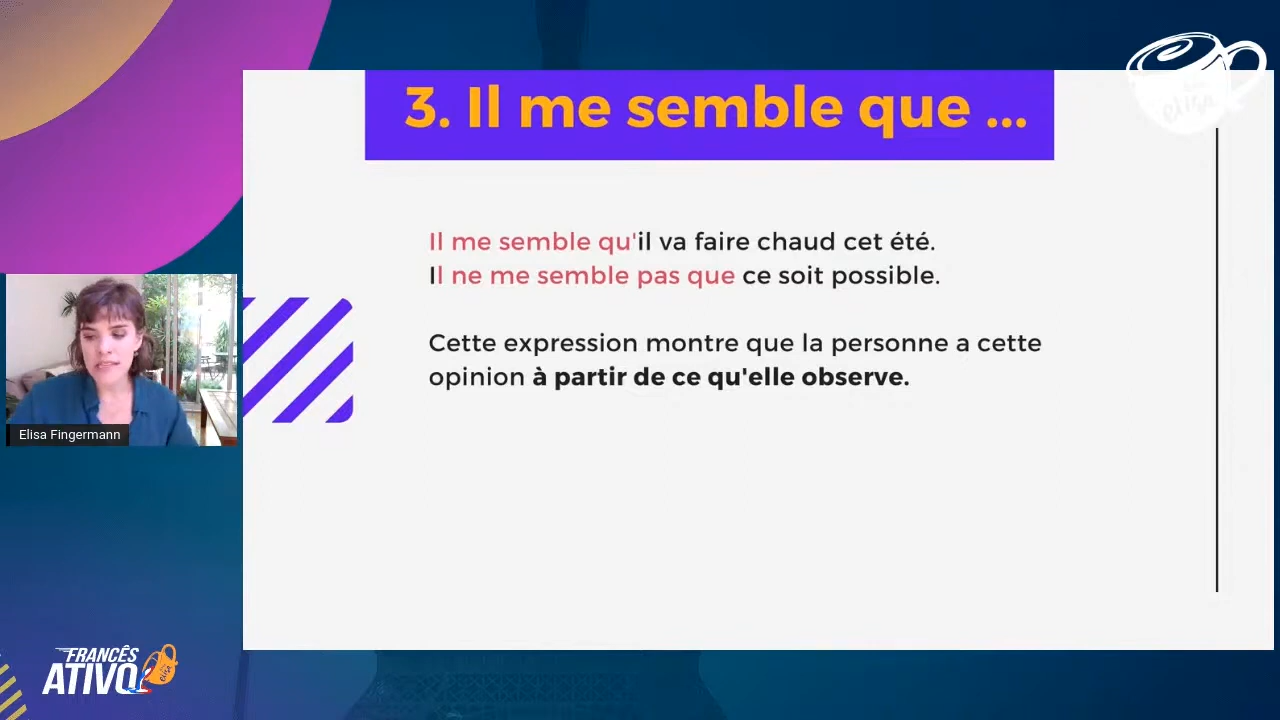 3. Il me semble que ...
Il me semble qu'il va faire chaud cet été.
Il ne me semble pas que ce soit possible.
Cette expression montre que la personne a cette
opinion à partir de ce qu'elle observe.
Elisa Fingermann
FRANCÊS
ATIVO
elisa